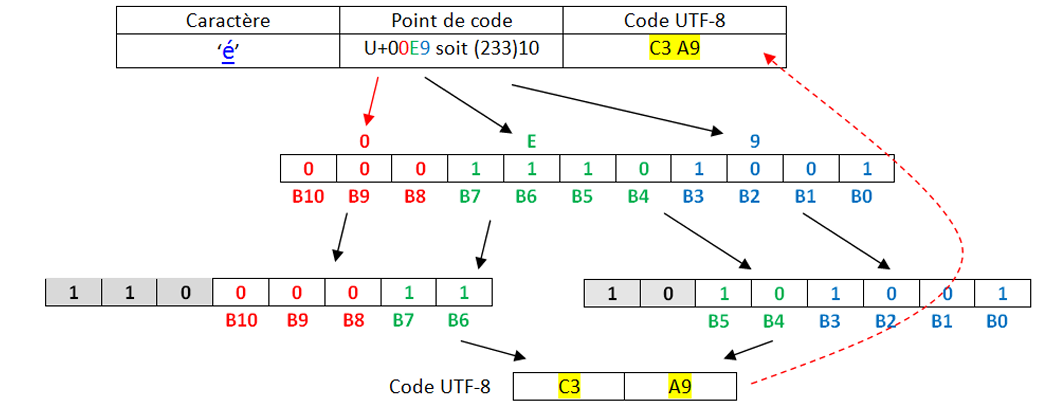 Caractère Point de code Code UTF-8
‘é’ U+00E9 soit (233)10 C3 A9
0 E 9
0 0 0 1 1 1 0 1 0 0 1
B10 B9 B8 B7 B6 B5 B4 B3 B2 B1 B0
1 1 0 0 0 0 1 1 1 0 1 0 1 0 0 1
B10 B9 B8 B7 B6 B5 B4 B3 B2 B1 B0
Code UTF-8 C3 A9